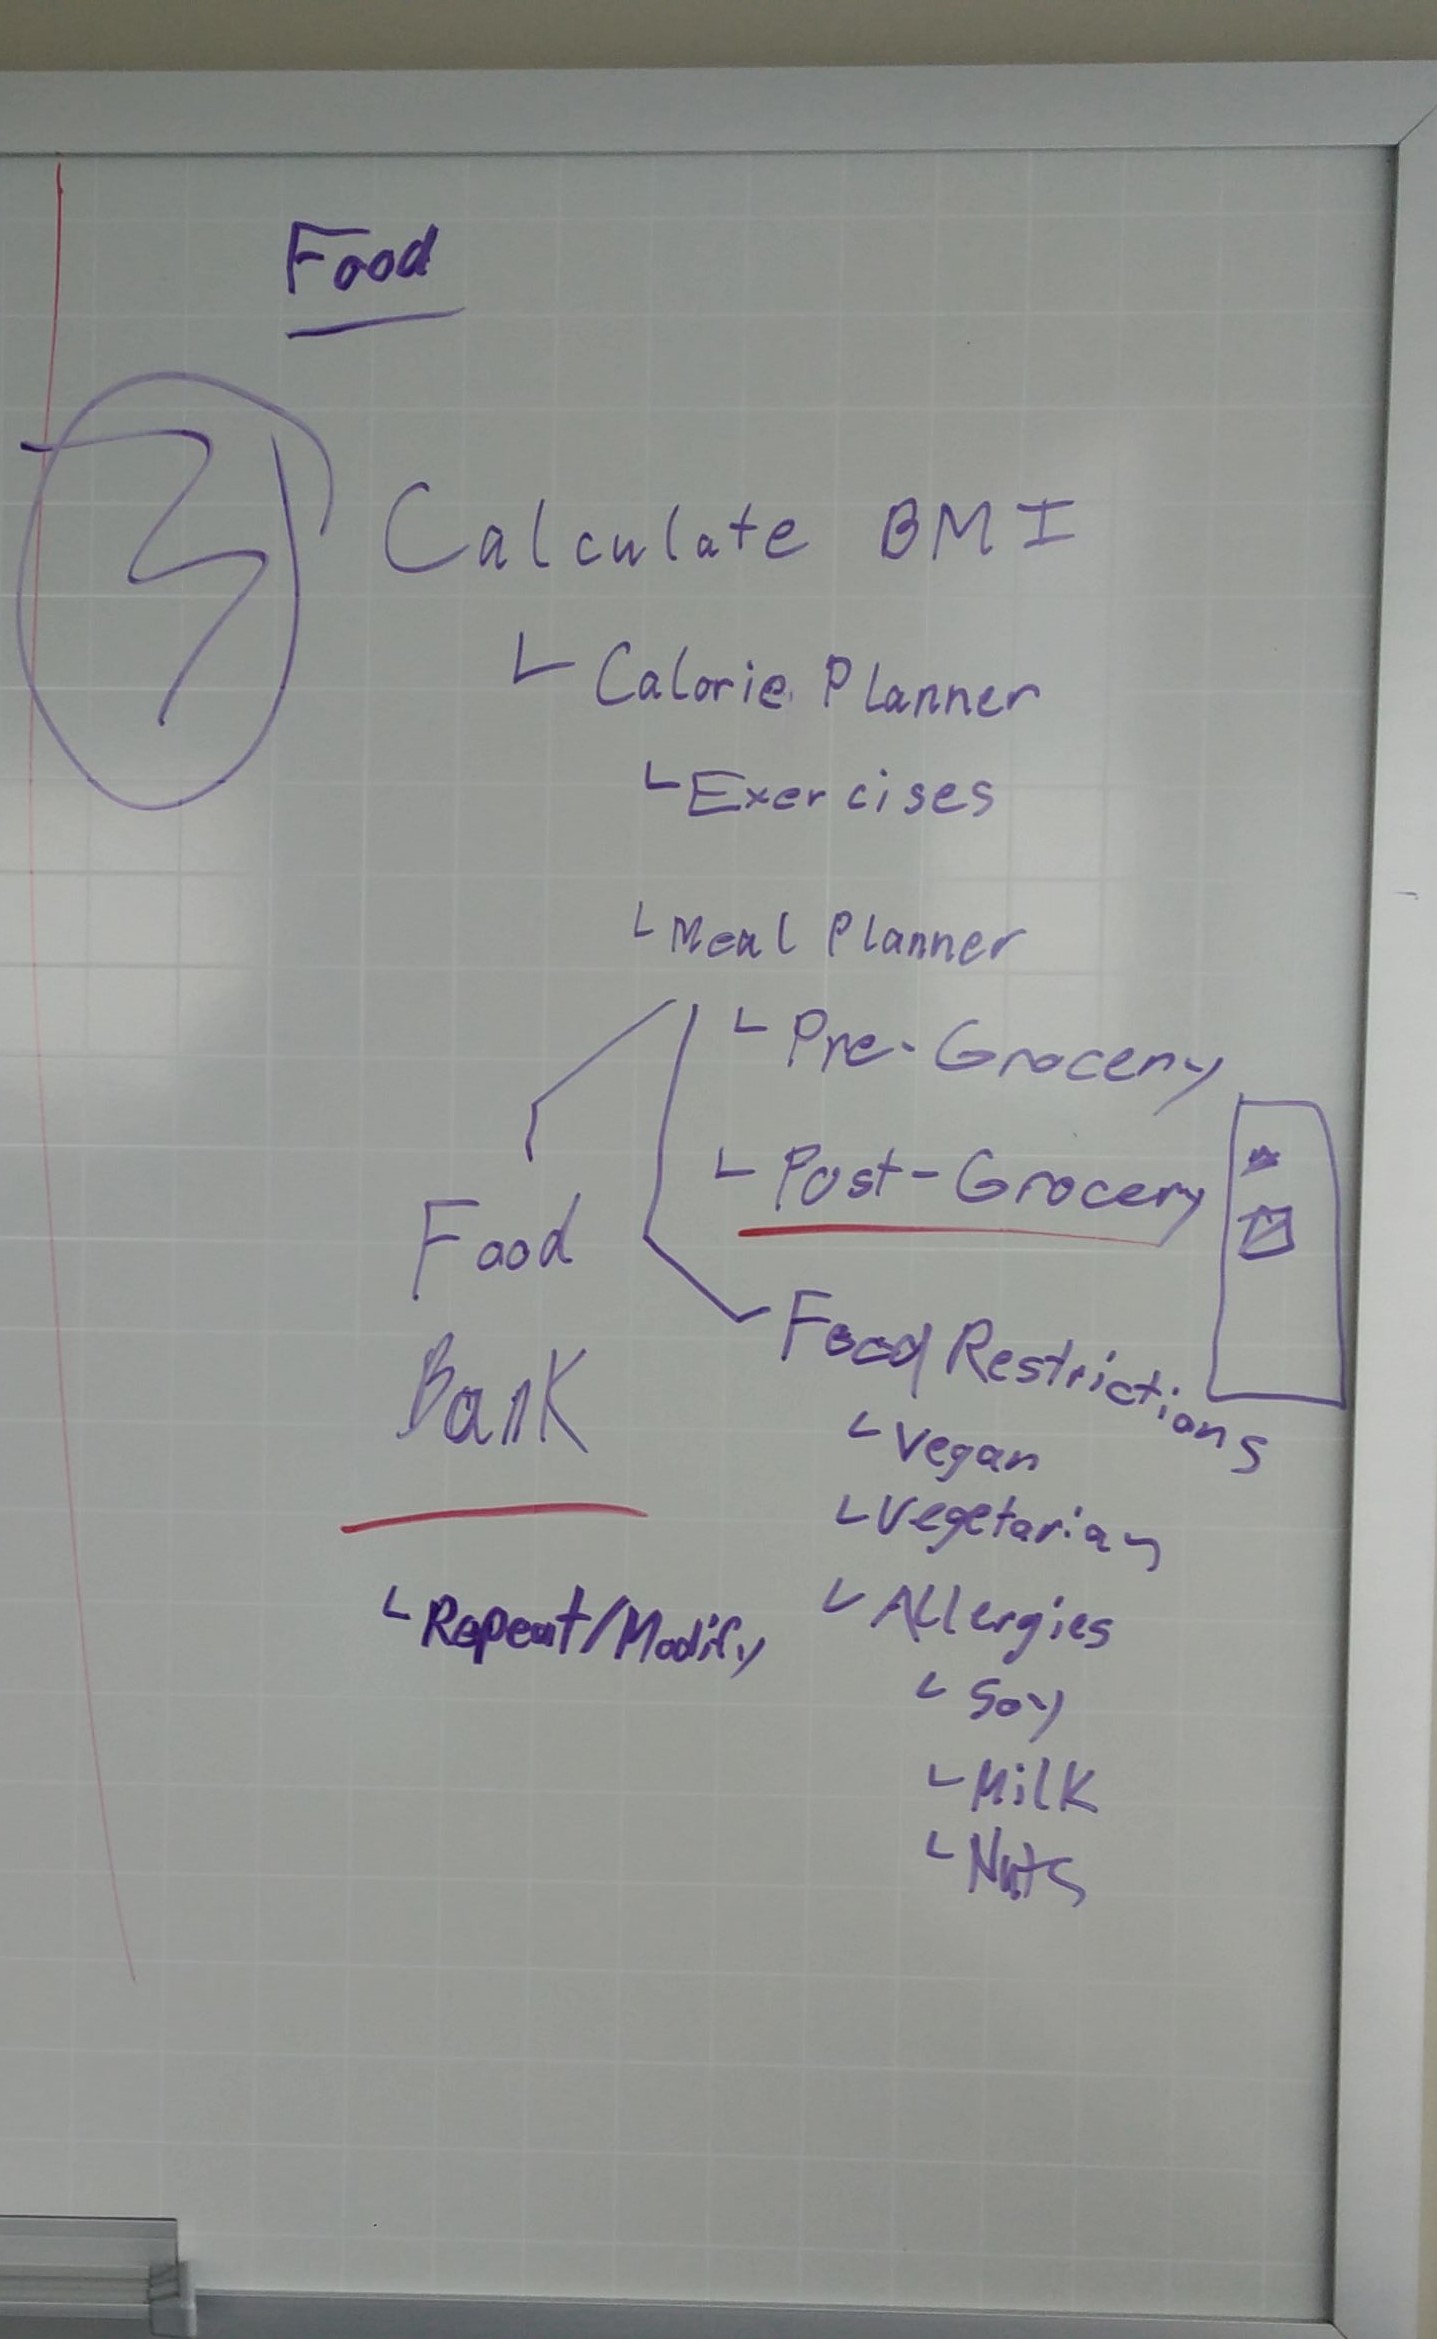 Food
3
Calculate BMI
Calorie Planner
Exercises
Meal Planner
Pre-Grocery
Post-Grocery
Food
Bank
Repeat/Modify
Food Restrictions
Vegan
Vegetarian
Allergies
Soy
Milk
Nuts